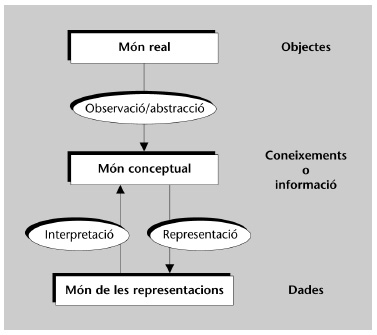 Món real
Objectes
Observació/abstracció
Món conceptual
Coneixements
o
informació
Interpretació
Representació
Món de les representacions
Dades